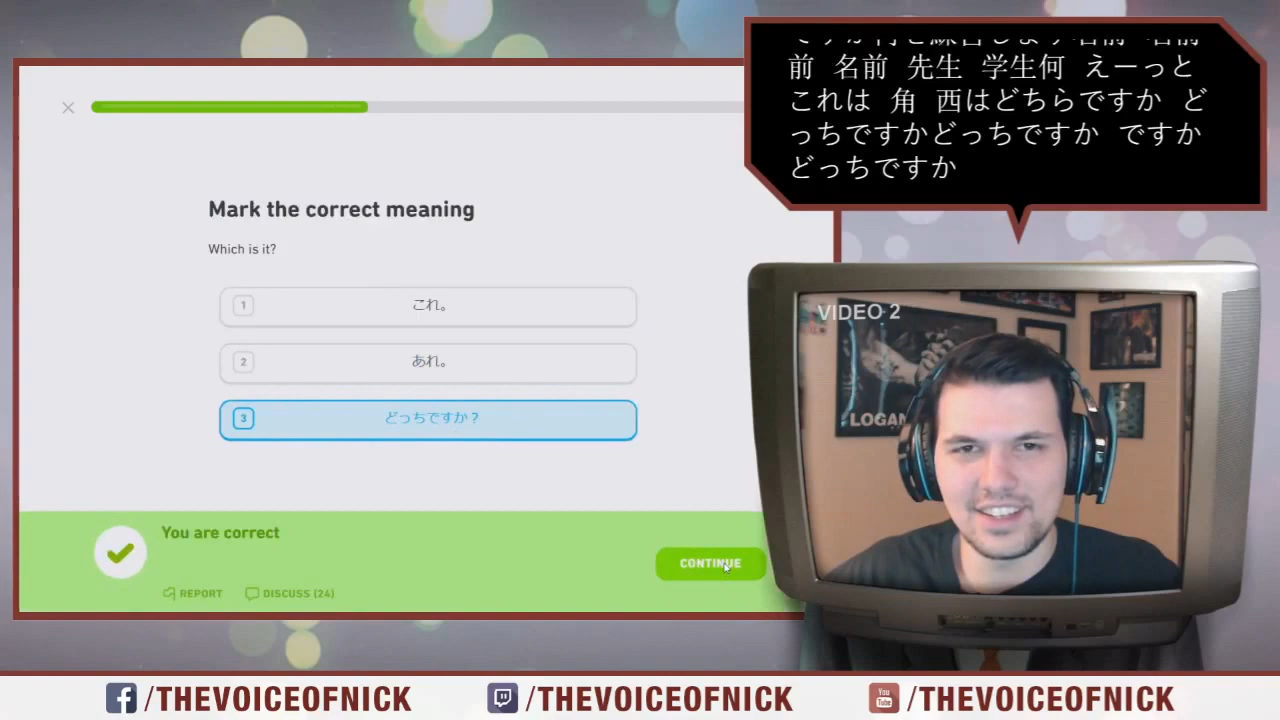 Mark the correct meaning
Which is it?
1 これ。
2 あれ。
3 どっちですか？
You are correct
REPORT DISCUSS (24)
CONTINUE
前 名前 先生 学生何 えーっと
これは 角 西はどちらですか ど
っちですかどっちですか ですか
どっちですか
VIDEO 2
LOGAN
/THEVOICEOFNICK /THEVOICEOFNICK You Tube /THEVOICEOFNICK